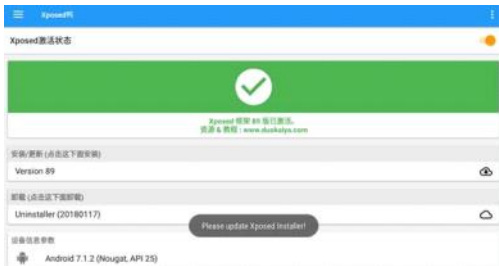 Xposed鸭
Xposed激活状态
Xposed 框架 89 版已激活。
资源 & 教程 : www.duokaiya.com
安装/更新 (点击这下面安装)
Version 89
卸载 (点击这下面卸载)
Uninstaller (20180117)
Please update Xposed Installer!
设备信息参数
Android 7.1.2 (Nougat, API 25)